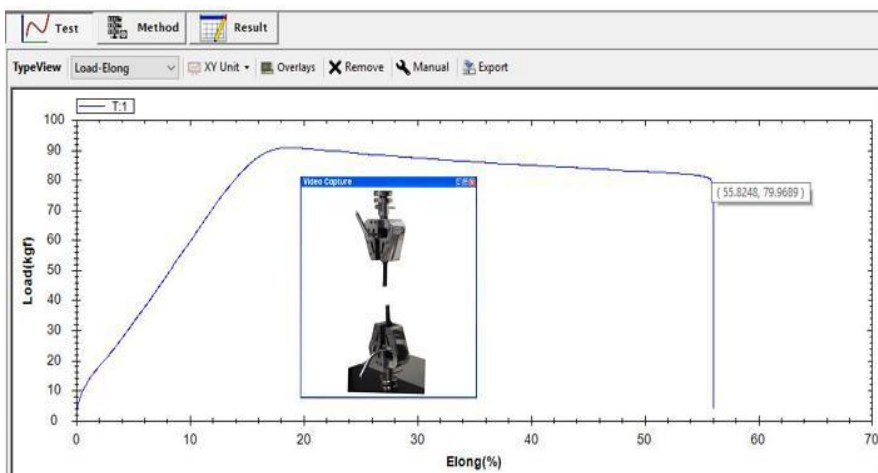 Test Method Result
TypeView Load-Elong XY Unit Overlays Remove Manual Export
T:1
100
90
80
70
60
50
40
30
20
10
0
Load(kgf)
Video Capture
( 55.8248, 79.9689 )
0 10 20 30 40 50 60 70
Elong(%)